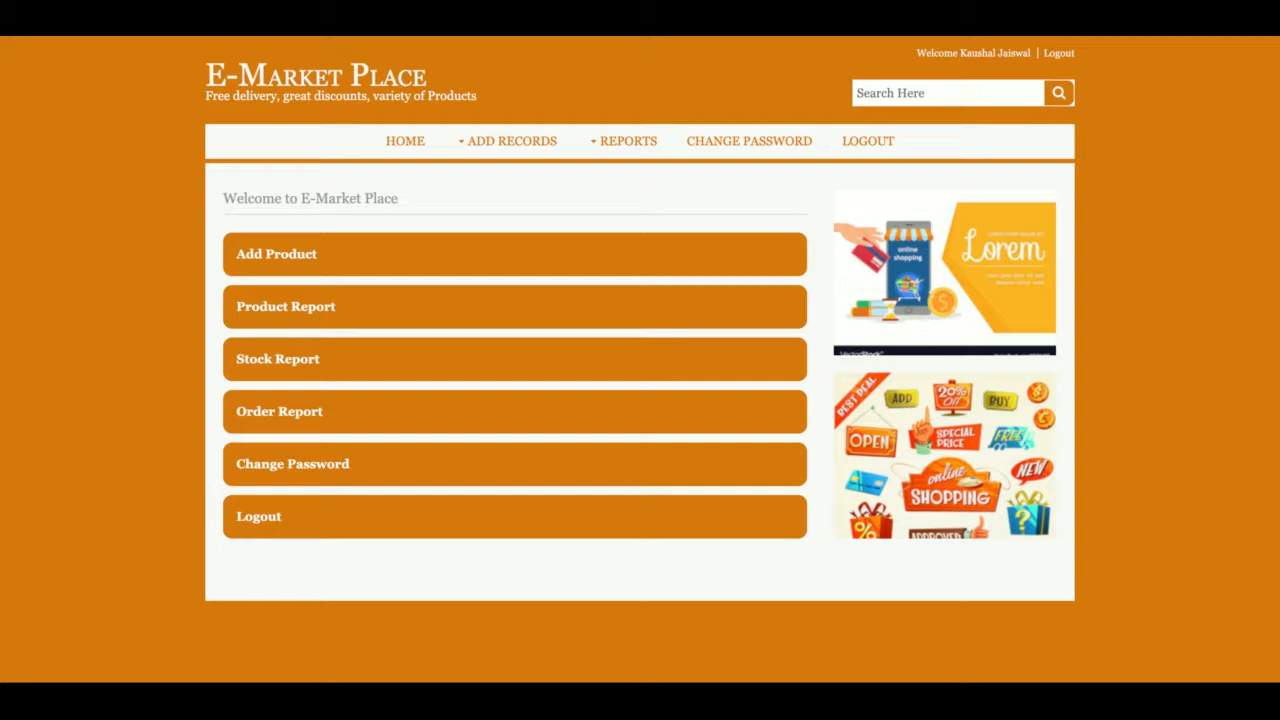 Welcome Kaushal Jaiswal | Logout
E-Market Place
Free delivery, great discounts, variety of Products
Search Here
HOME ADD RECORDS REPORTS CHANGE PASSWORD LOGOUT
Welcome to E-Market Place
Add Product
Product Report
Stock Report
Order Report
Change Password
Logout
online
shopping
Lorem
VectorStock
BEST DEAL
ADD
20%
OFF
BUY
OPEN
SPECIAL
PRICE
FREE
NEW
online
SHOPPING
%
?
APPROVED